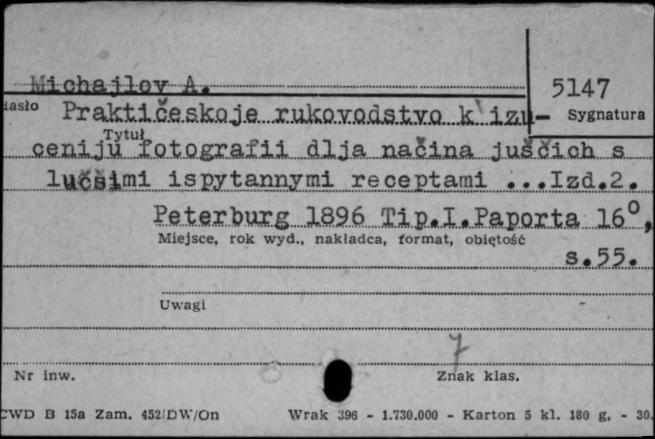 Michajlov A.
5147
iasło
Praktičeskoje rukovodstvo k izu-
Sygnatura
Tytuł
ceniju fotografii dlja načina juščich s
lučšimi ispytannymi receptami ...Izd.2.
Peterburg 1896 Tip.I.Paporta 16°,
Miejsce, rok wyd., nakładca, format, objętość
s.55.
Uwagi
7
Nr inw.
Znak klas.
CWD B 15a Zam. 452/DW/On
Wrak 396 - 1.730.000 - Karton 5 kl. 180 g, - 30.